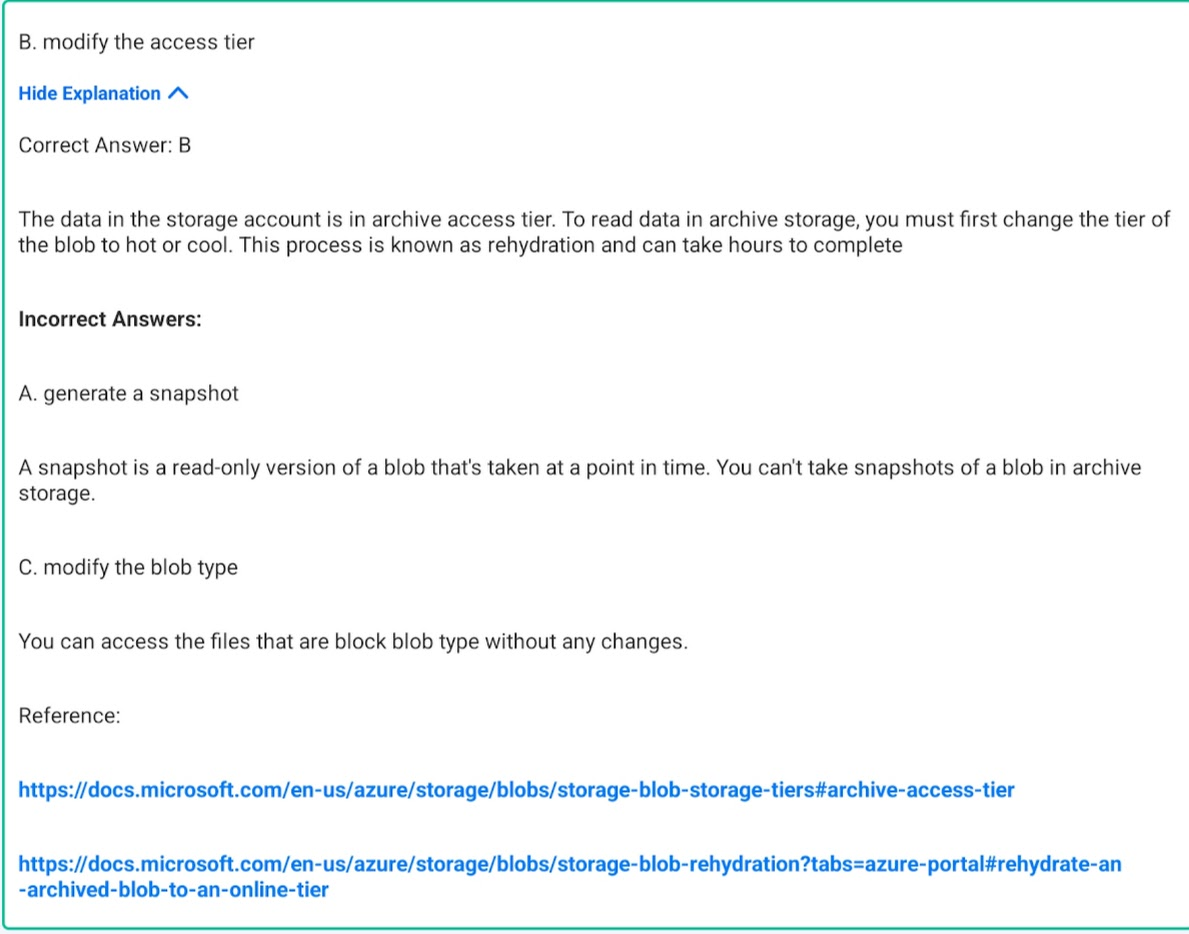 B. modify the access tier
Hide Explanation
Correct Answer: B
The data in the storage account is in archive access tier. To read data in archive storage, you must first change the tier of
the blob to hot or cool. This process is known as rehydration and can take hours to complete
Incorrect Answers:
A. generate a snapshot
A snapshot is a read-only version of a blob that's taken at a point in time. You can't take snapshots of a blob in archive
storage.
C. modify the blob type
You can access the files that are block blob type without any changes.
Reference:
https://docs.microsoft.com/en-us/azure/storage/blobs/storage-blob-storage-tiers#archive-access-tier
https://docs.microsoft.com/en-us/azure/storage/blobs/storage-blob-rehydration?tabs=azure-portal#rehydrate-an
-archived-blob-to-an-online-tier